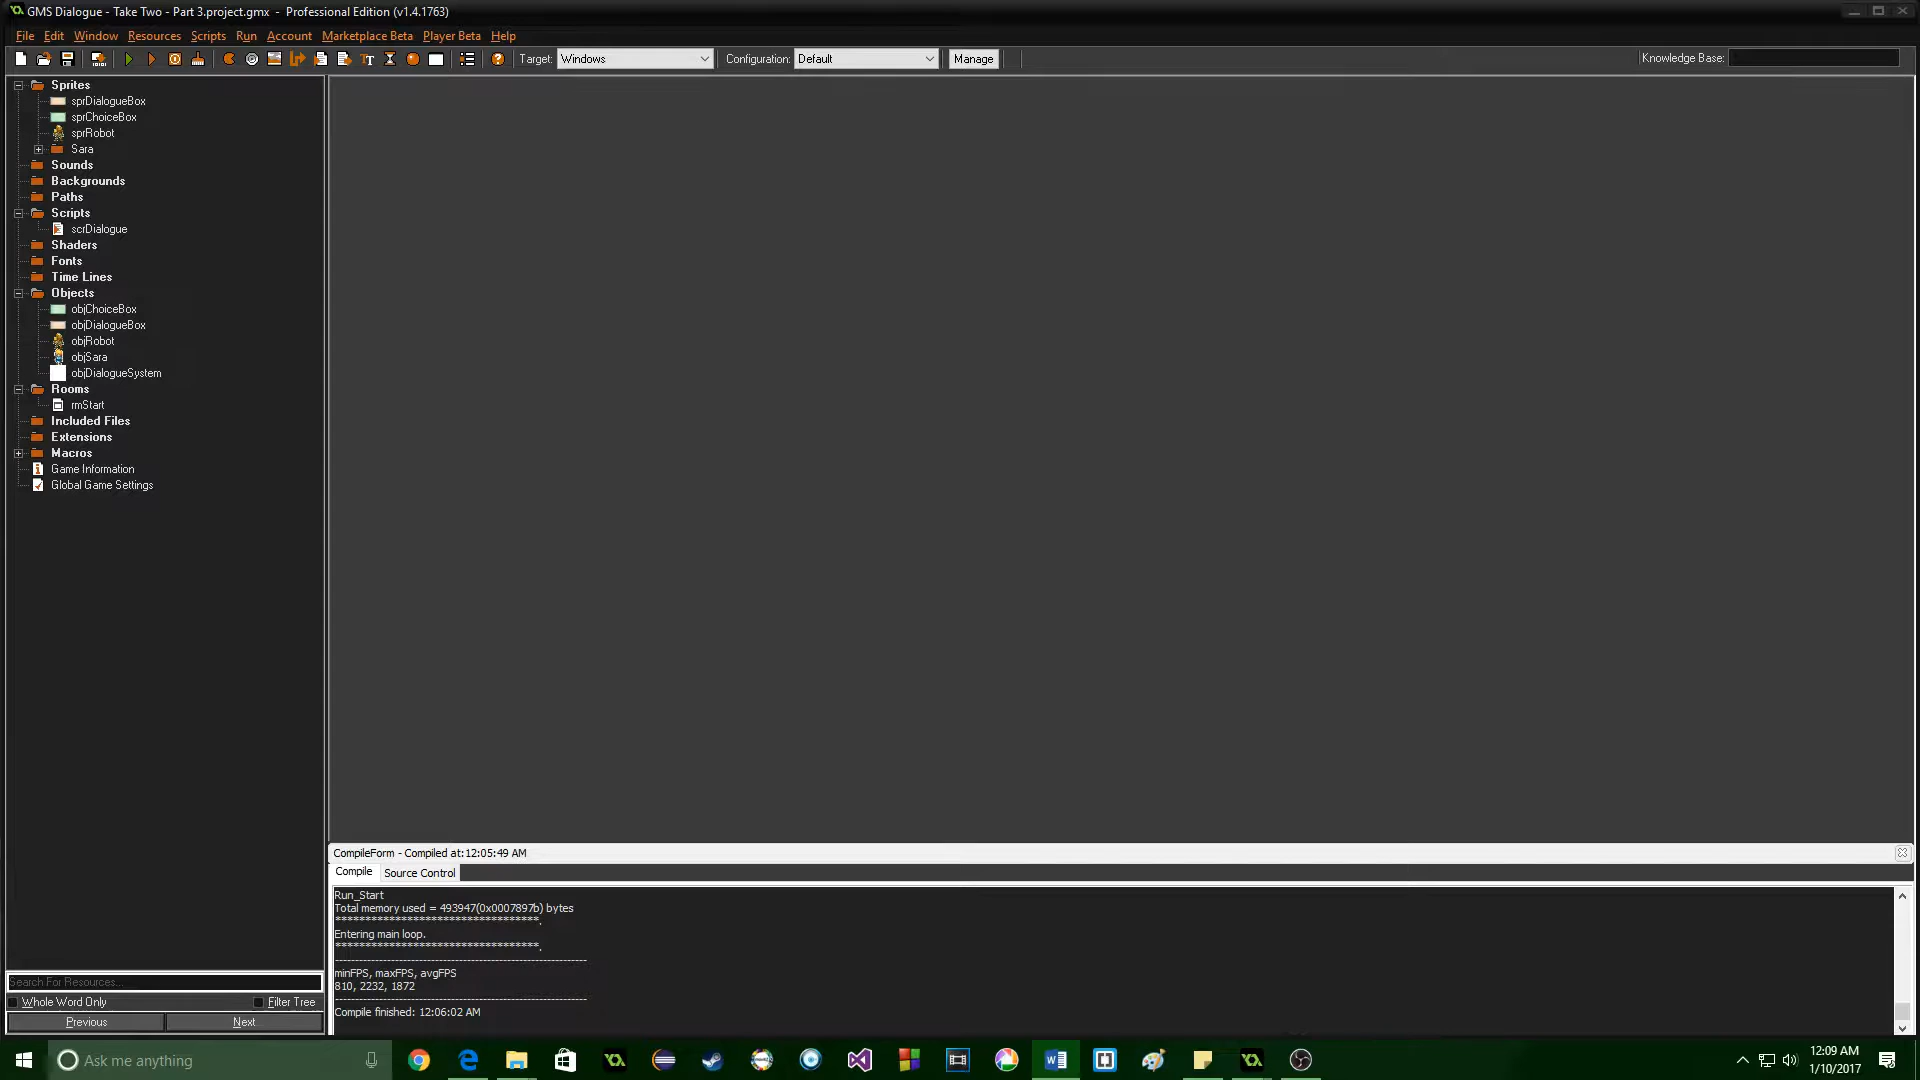 GMS Dialogue - Take Two - Part 3.project.gmx - Professional Edition (v1.4.1763)
File Edit Window Resources Scripts Run Account Marketplace Beta Player Beta Help
Target: Windows Configuration: Default Manage Knowledge Base:
Sprites
sprDialogueBox
sprChoiceBox
sprRobot
Sara
Sounds
Backgrounds
Paths
Scripts
scrDialogue
Shaders
Fonts
Time Lines
Objects
objChoiceBox
objDialogueBox
objRobot
objSara
objDialogueSystem
Rooms
rmStart
Included Files
Extensions
Macros
Game Information
Global Game Settings
CompileForm - Compiled at:12:05:49 AM
Compile Source Control
Run_Start
Total memory used = 493947(0x0007897b) bytes
***********************************.
Entering main loop.
***********************************.
---------------------------------------------------------------
minFPS, maxFPS, avgFPS
810, 2232, 1872
---------------------------------------------------------------
Compile finished: 12:06:02 AM
Search For Resources...
Whole Word Only Filter Tree
Previous Next
Ask me anything
12:09 AM
1/10/2017